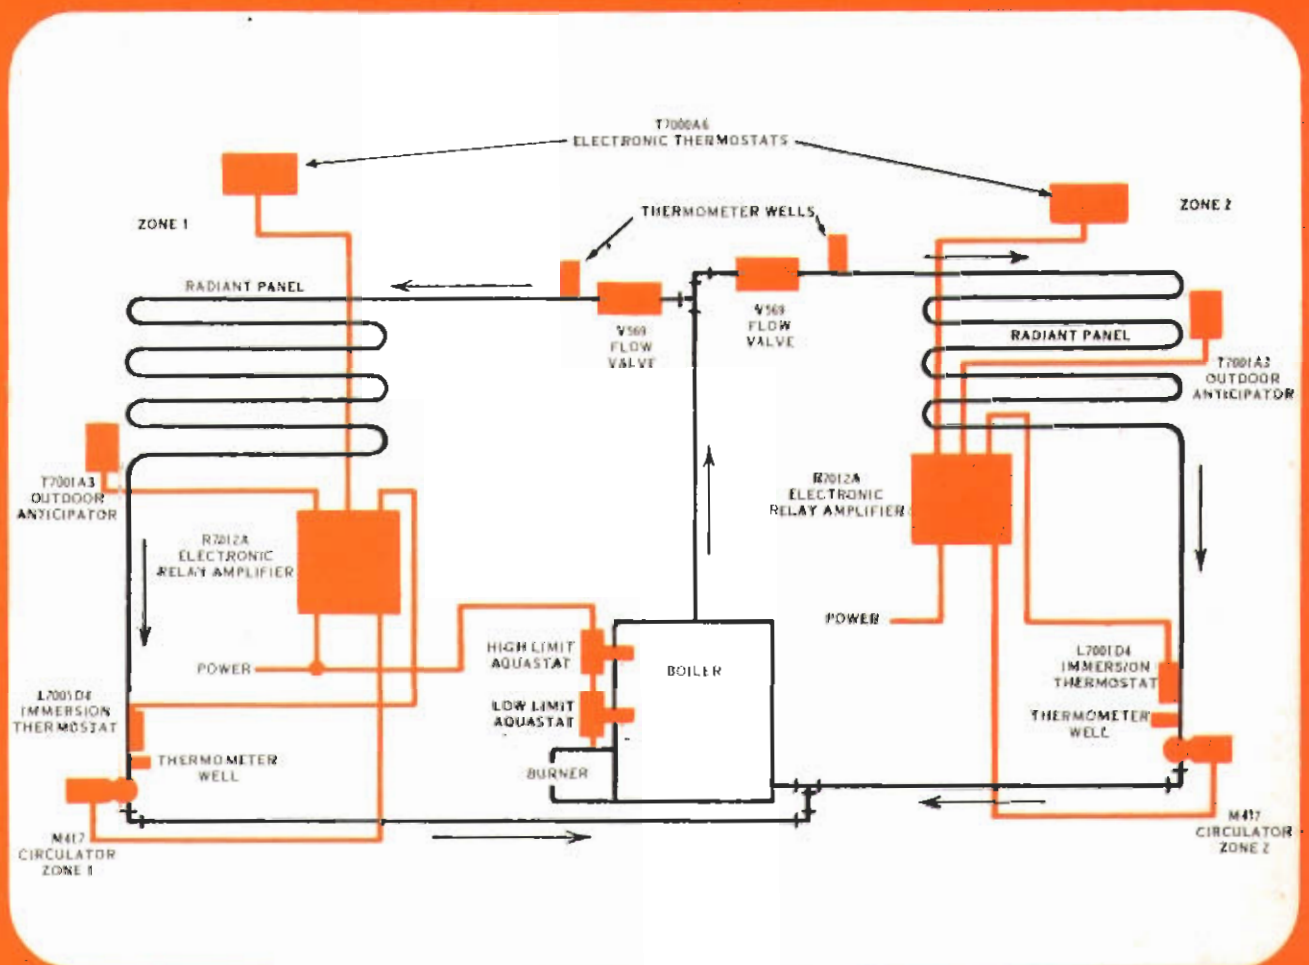 T7000A6
ELECTRONIC THERMOSTATS
ZONE 1
THERMOMETER WELLS
ZONE 2
RADIANT PANEL
V569
FLOW
VALVE
V569
FLOW
VALVE
RADIANT PANEL
T7001A3
OUTDOOR
ANTICIPATOR
T7001A3
OUTDOOR
ANTICIPATOR
R7012A
ELECTRONIC
RELAY AMPLIFIER
R7012A
ELECTRONIC
RELAY AMPLIFIER
POWER
POWER
HIGH LIMIT
AQUASTAT
BOILER
L7001D4
IMMERSION
THERMOSTAT
L7001D4
IMMERSION
THERMOSTAT
LOW LIMIT
AQUASTAT
THERMOMETER
WELL
THERMOMETER
WELL
BURNER
M417
CIRCULATOR
ZONE 1
M417
CIRCULATOR
ZONE 2